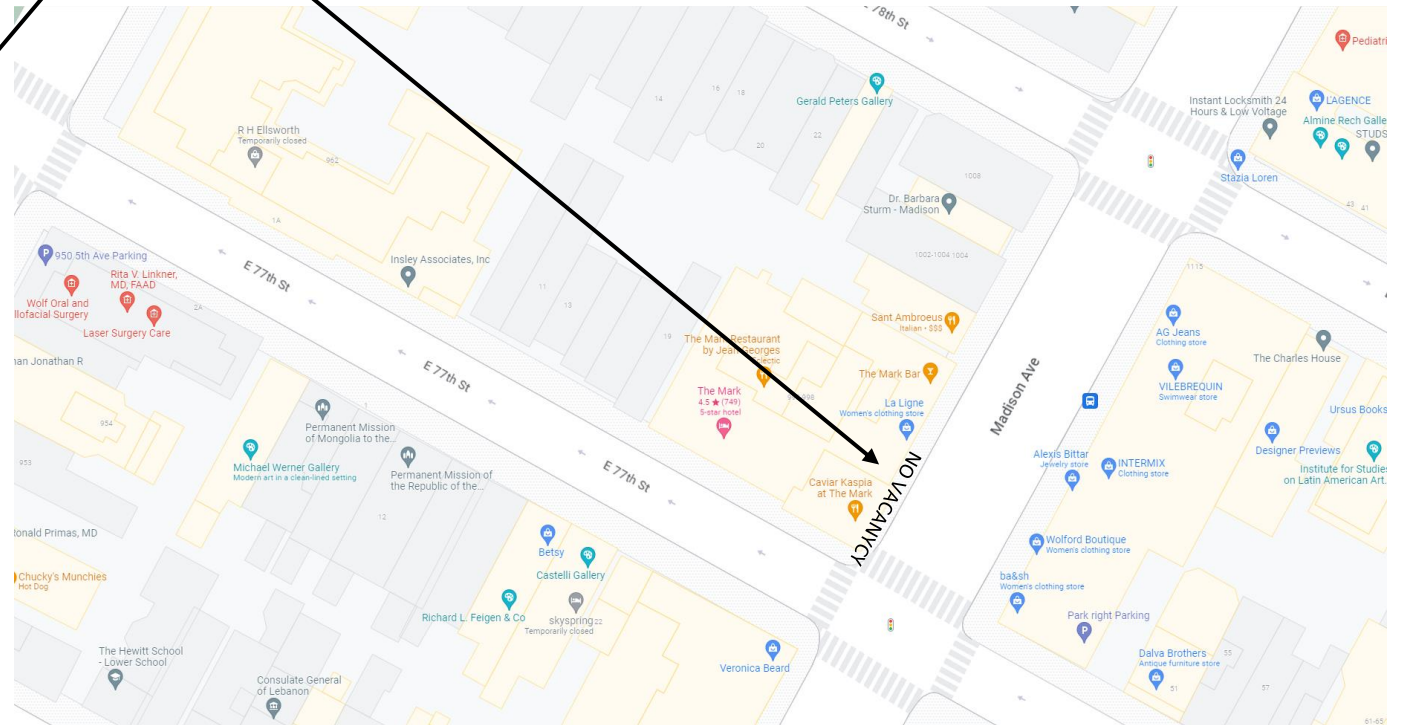 78th St
Pediatri
Gerald Peters Gallery
Instant Locksmith 24
Hours & Low Voltage
L'AGENCE
Almine Rech Galle
STUDS
R H Ellsworth
Temporarily closed
962
14
16
18
20
22
Stazia Loren
1008
Dr. Barbara
Sturm - Madison
43
41
1A
950 5th Ave Parking
E 77th St
Insley Associates, Inc
1002-1004
1004
1115
Rita V. Linkner,
MD, FAAD
Wolf Oral and
llofacial Surgery
2A
Laser Surgery Care
11
13
19
Sant Ambroeus
Italian - $$$
AG Jeans
Clothing store
The Charles House
nan Jonathan R
The Mark Restaurant
by Jean Georges
E 77th St
The Mark Bar
Madison Ave
VILEBREQUIN
Swimwear store
The Mark
4.5 ★ (749)
5-star hotel
La Ligne
Women's clothing store
Ursus Books
954
1
Permanent Mission
of Mongolia to the...
Designer Previews
953
Michael Werner Gallery
Modern art in a clean-lined setting
Permanent Mission of
the Republic of the...
E 77th St
NO VACANYCY
Alexis Bittar
Jewelry store
INTERMIX
Clothing store
Institute for Studie
on Latin American Art.
Caviar Kaspia
at The Mark
12
onald Primas, MD
Betsy
Wolford Boutique
Women's clothing store
Chucky's Munchies
Hot Dog
Castelli Gallery
ba&sh
Women's clothing store
Richard L. Feigen & Co
skyspring
22
Temporarily closed
Park right Parking
The Hewitt School
- Lower School
Veronica Beard
Dalva Brothers
Antique furniture store
55
Consulate General
of Lebanon
51
57
61-65